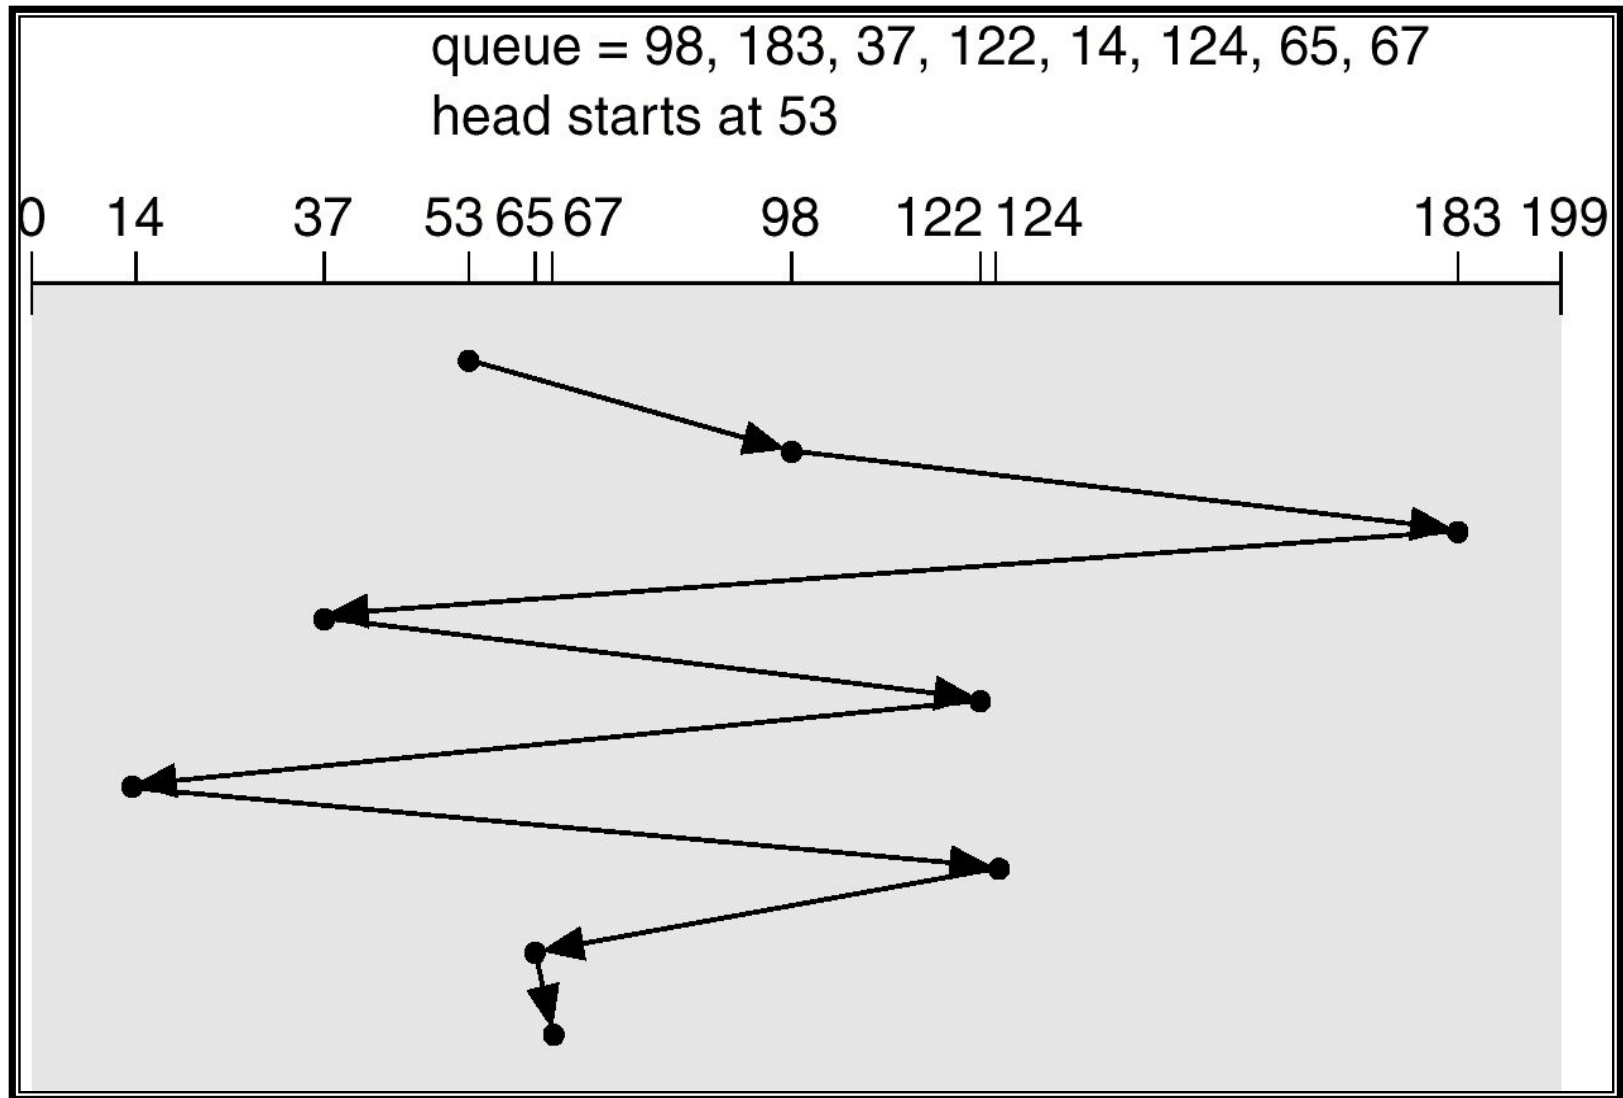 queue = 98, 183, 37, 122, 14, 124, 65, 67
head starts at 53
0 14 37 53 65 67 98 122 124 183 199